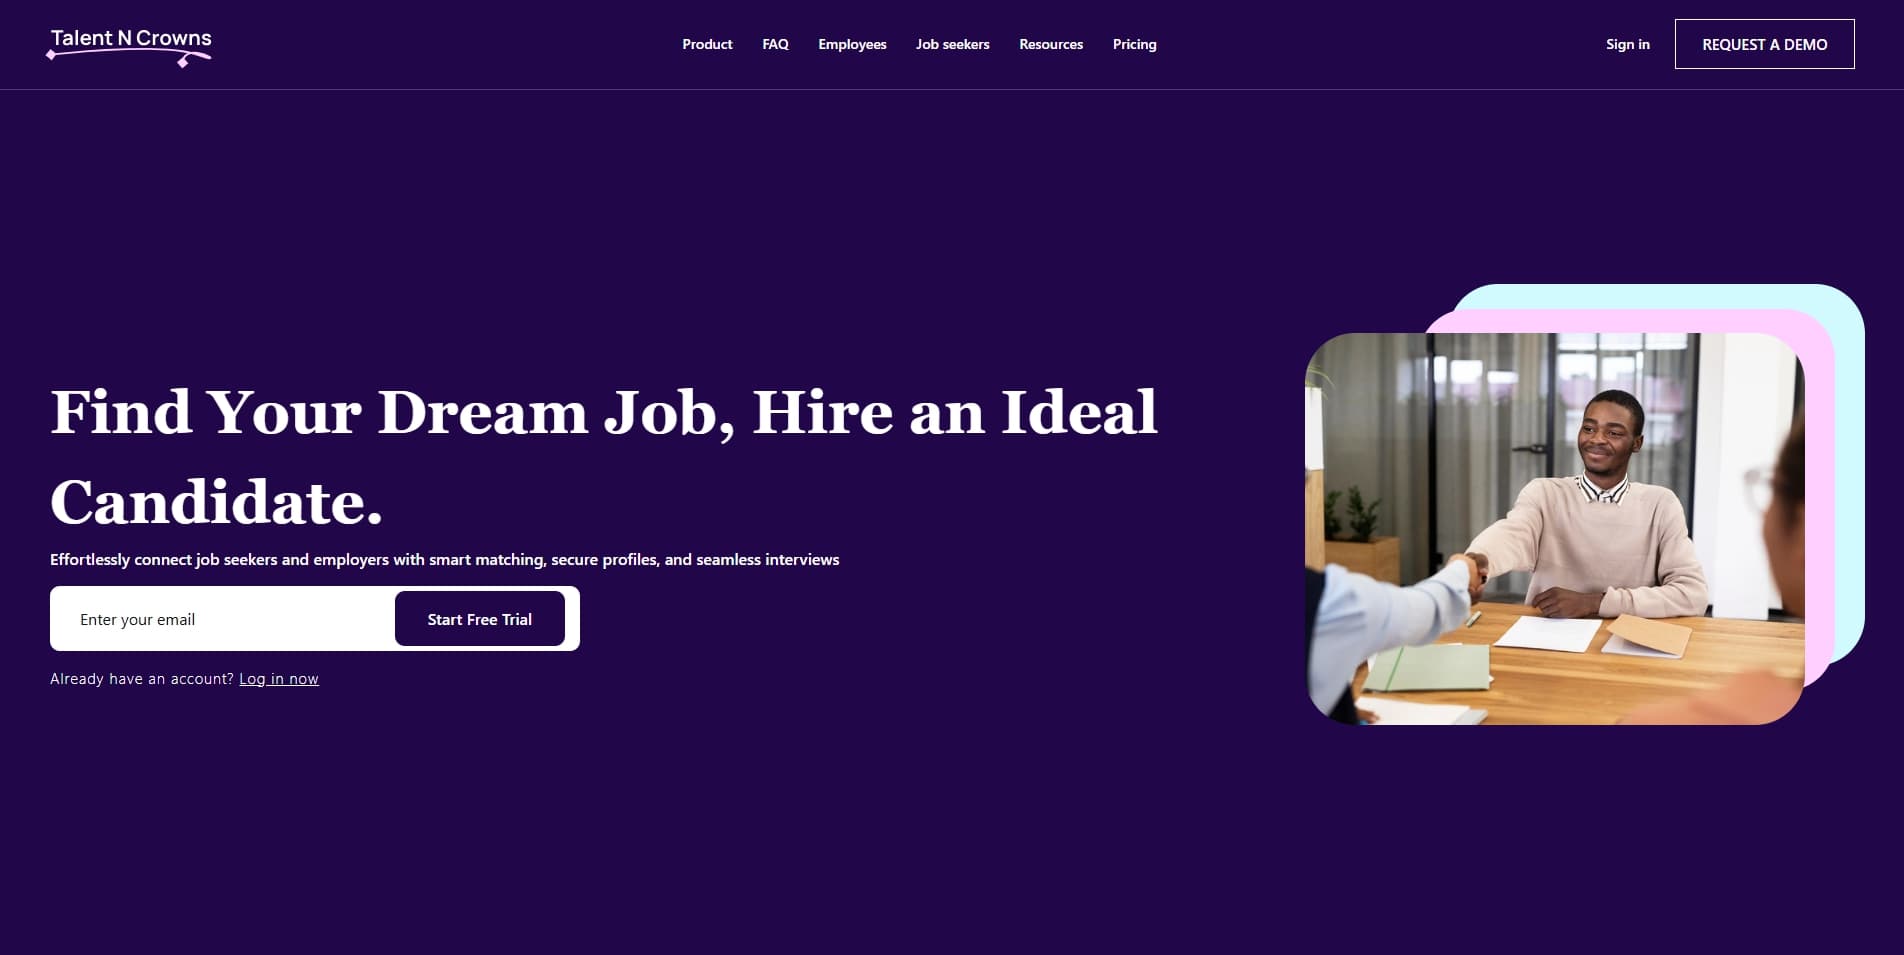 Talent N Crowns
Product FAQ Employees Job seekers Resources Pricing
Sign in REQUEST A DEMO
Find Your Dream Job, Hire an Ideal
Candidate.
Effortlessly connect job seekers and employers with smart matching, secure profiles, and seamless interviews
Enter your email Start Free Trial
Already have an account? Log in now